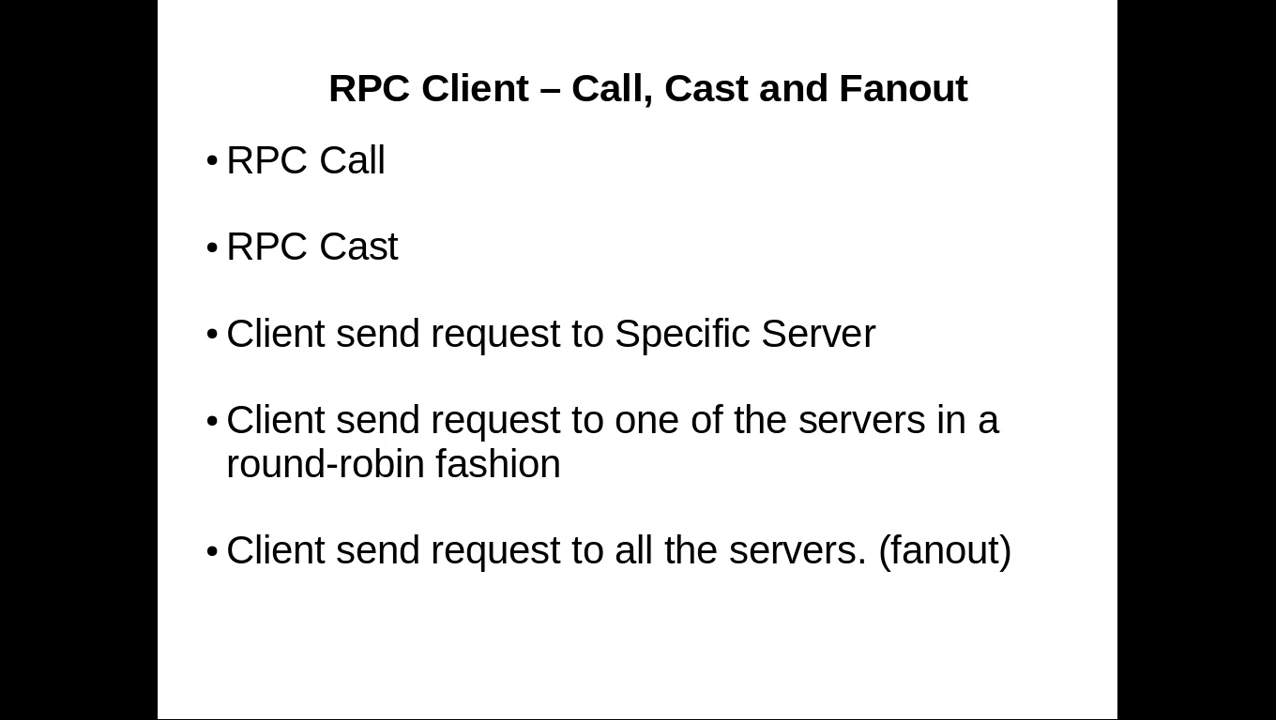 RPC Client – Call, Cast and Fanout
• RPC Call
• RPC Cast
• Client send request to Specific Server
• Client send request to one of the servers in a
round-robin fashion
• Client send request to all the servers. (fanout)